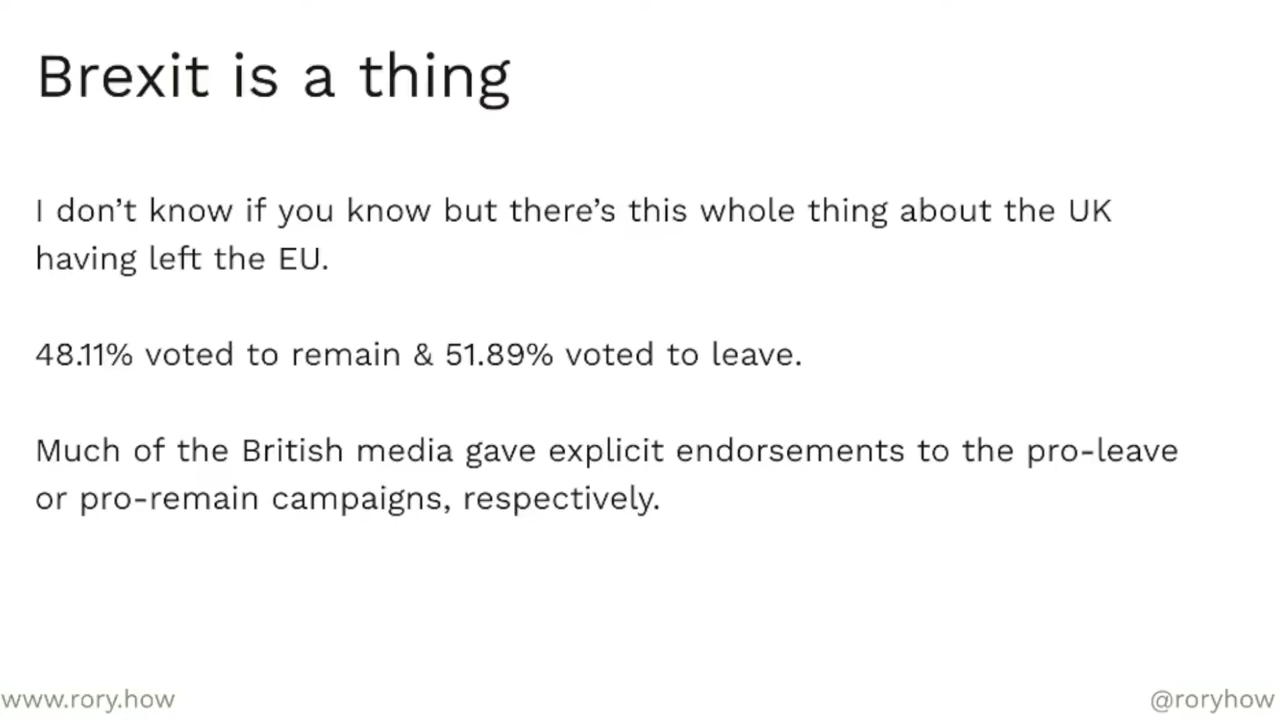 Brexit is a thing
I don’t know if you know but there’s this whole thing about the UK
having left the EU.
48.11% voted to remain & 51.89% voted to leave.
Much of the British media gave explicit endorsements to the pro-leave
or pro-remain campaigns, respectively.
www.rory.how
@roryhow